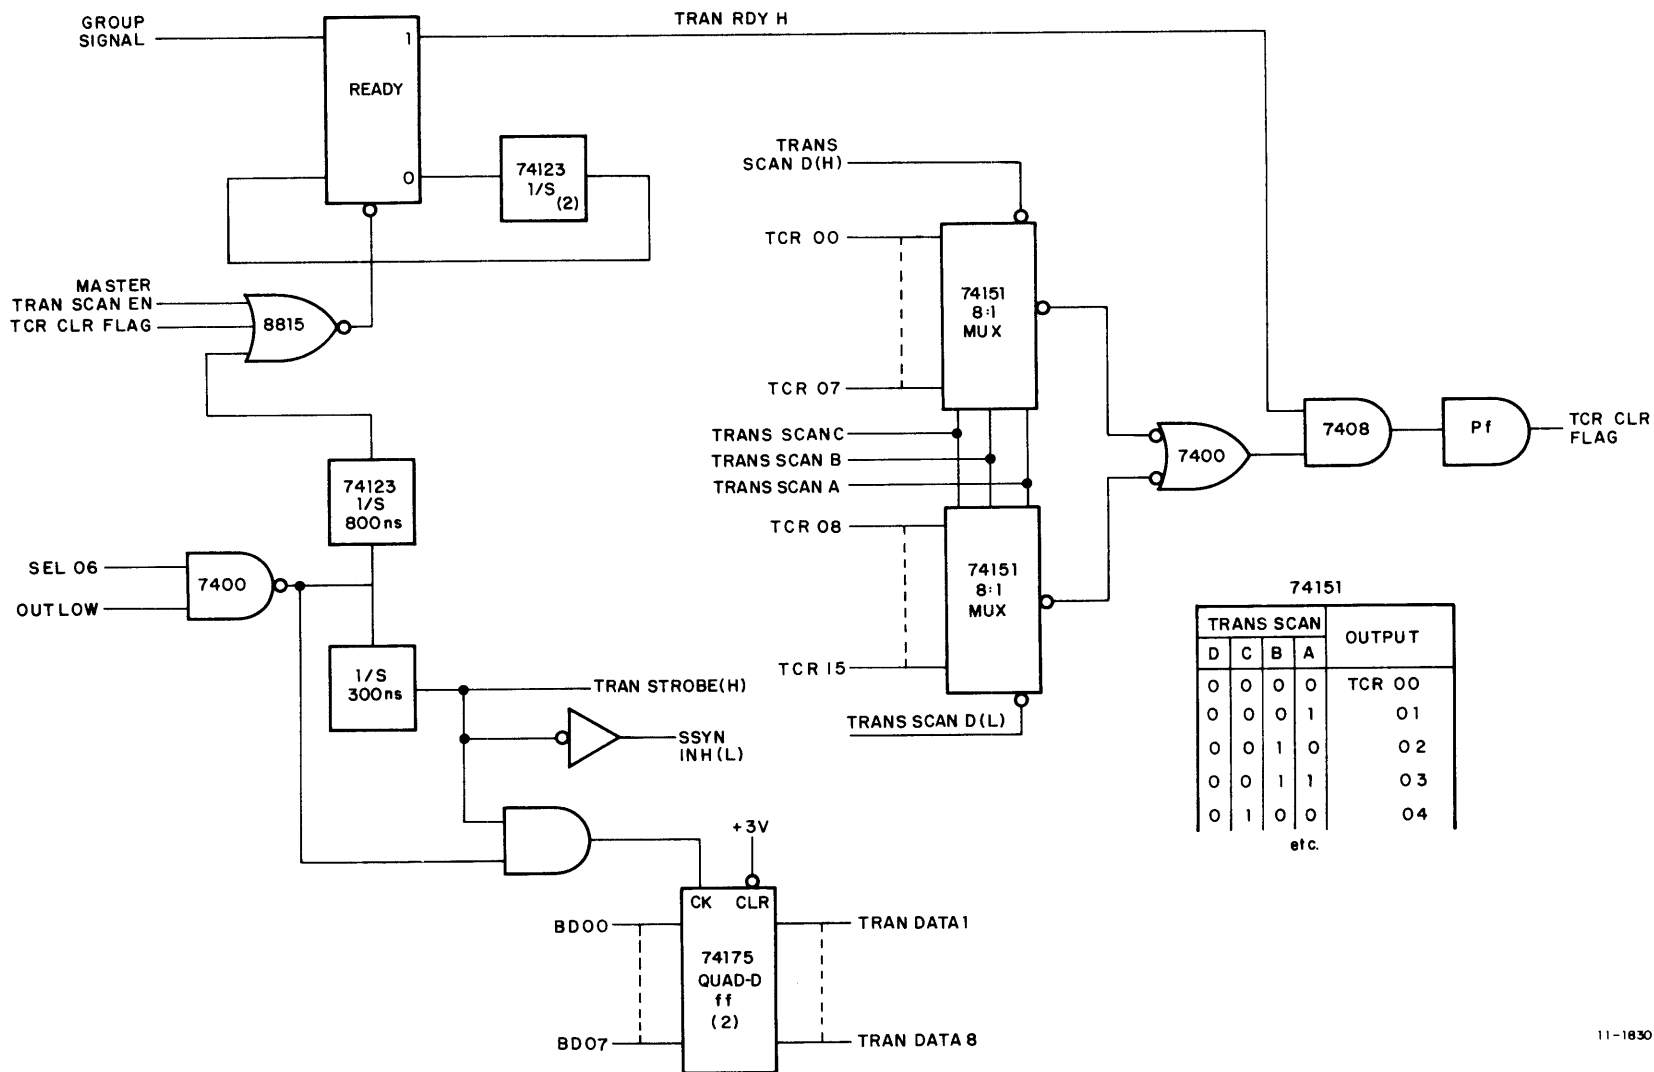 GROUP
SIGNAL
1
READY
0
TRAN RDY H
74123
1/S
(2)
MASTER
TRAN SCAN EN
TCR CLR FLAG
8815
74123
1/S
800ns
SEL 06
OUT LOW
7400
1/S
300ns
TRAN STROBE(H)
SSYN
INH(L)
+3V
CK CLR
74175
QUAD-D
ff
(2)
BD00
BD07
TRAN DATA 1
TRAN DATA 8
TRANS
SCAN D(H)
TCR 00
TCR 07
74151
8:1
MUX
TRANS SCAN C
TRANS SCAN B
TRANS SCAN A
TCR 08
TCR 15
74151
8:1
MUX
TRANS SCAN D(L)
7400
7408
Pf
TCR CLR
FLAG
74151
TRANS SCAN OUTPUT
D C B A
0 0 0 0 TCR 00
0 0 0 1 01
0 0 1 0 02
0 0 1 1 03
0 1 0 0 04
etc.
11-1830